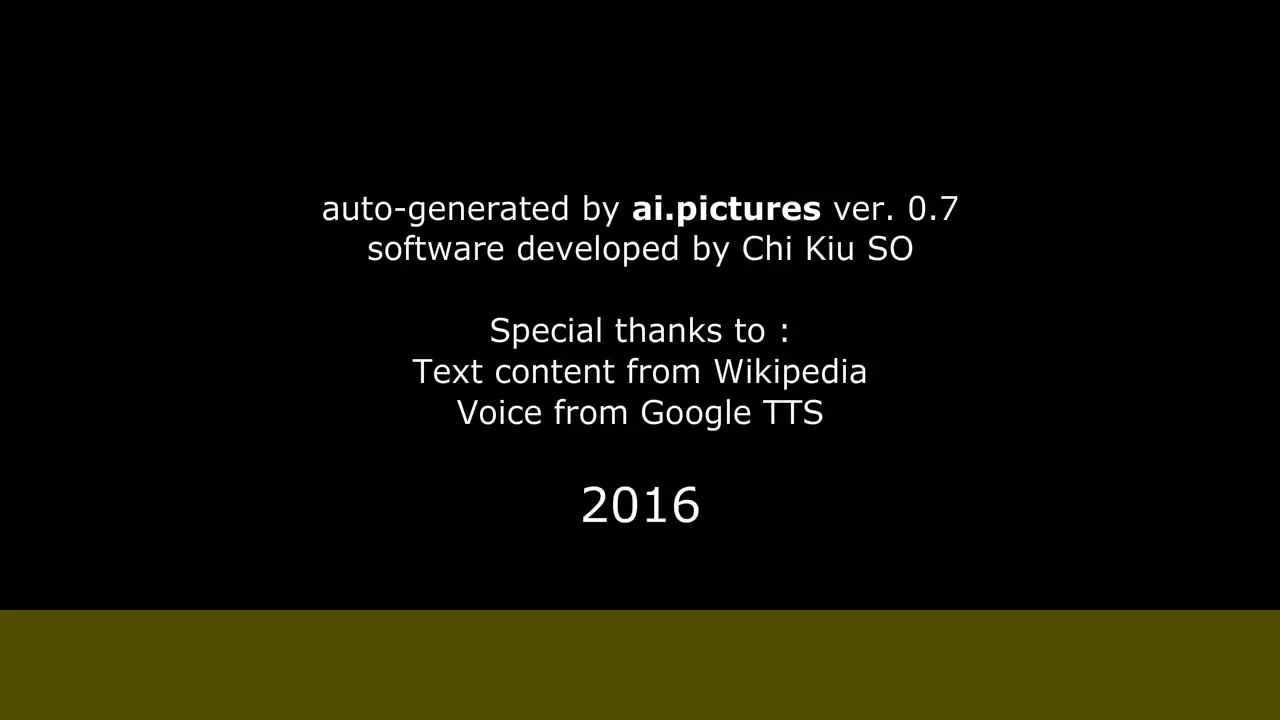 auto-generated by ai.pictures ver. 0.7
software developed by Chi Kiu SO
Special thanks to :
Text content from Wikipedia
Voice from Google TTS
2016